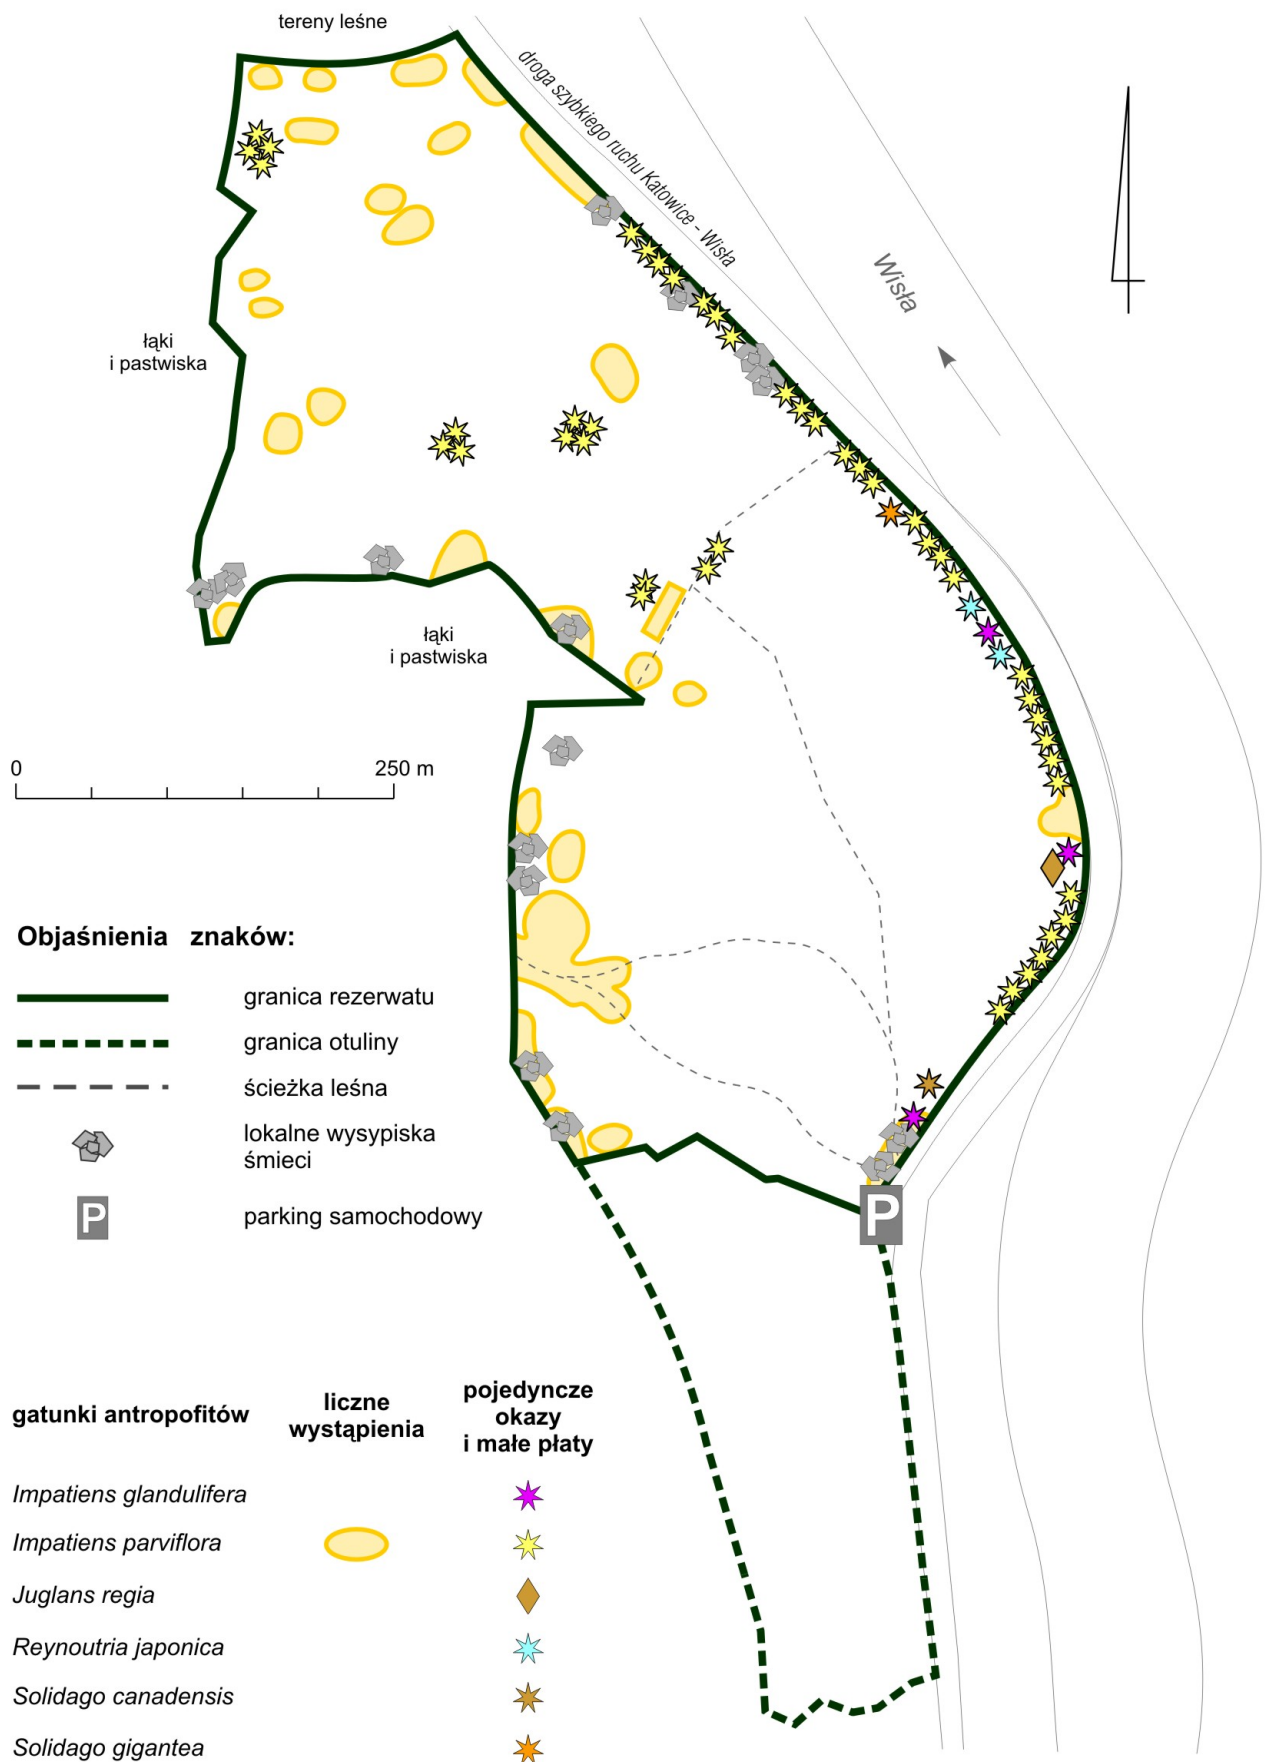 tereny leśne
droga szybkiego ruchu Katowice - Wisła
Wisła
łąki
i pastwiska
łąki
i pastwiska
0 250 m
Objaśnienia znaków:
granica rezerwatu
granica otuliny
ścieżka leśna
lokalne wysypiska
śmieci
P parking samochodowy
P
gatunki antropofitów
liczne
wystąpienia
pojedyncze
okazy
i małe płaty
Impatiens glandulifera
Impatiens parviflora
Juglans regia
Reynoutria japonica
Solidago canadensis
Solidago gigantea